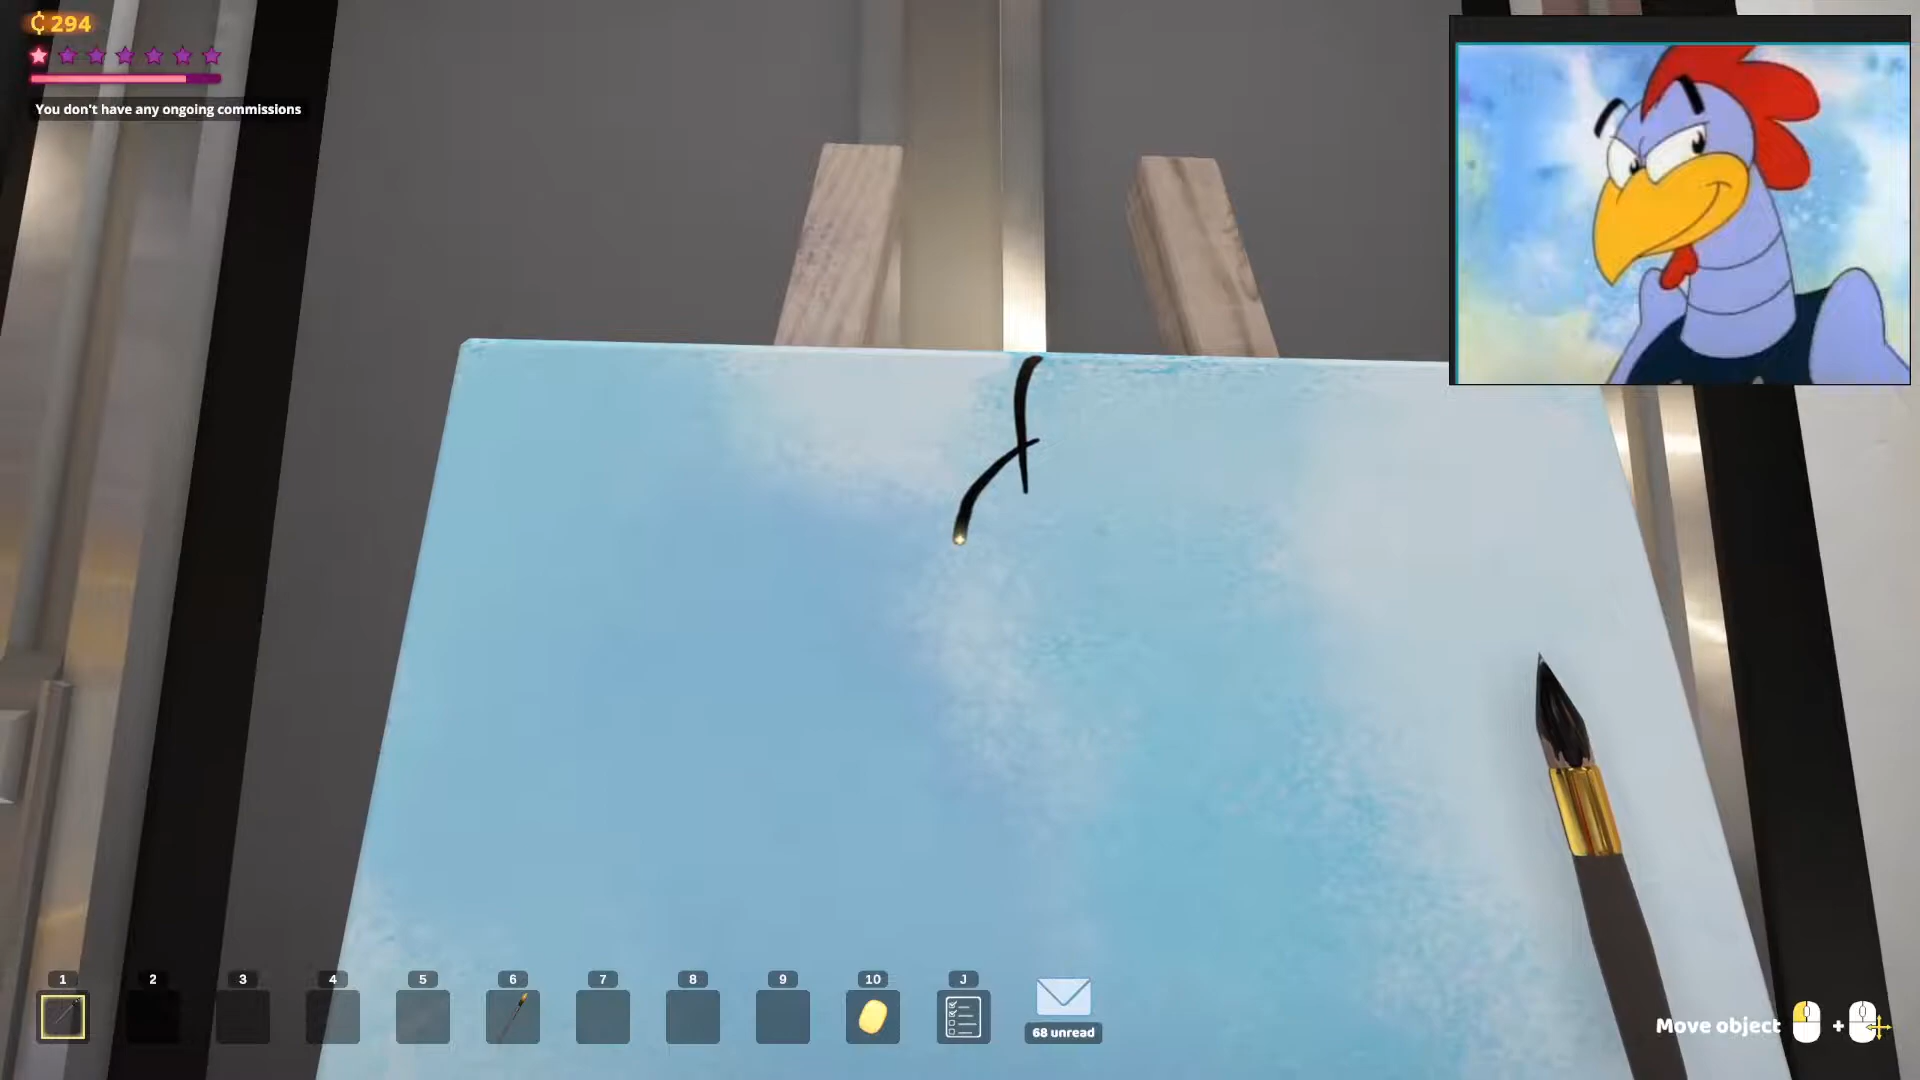 ₵ 294
You don't have any ongoing commissions
1 2 3 4 5 6 7 8 9 10 J
68 unread
Move object +